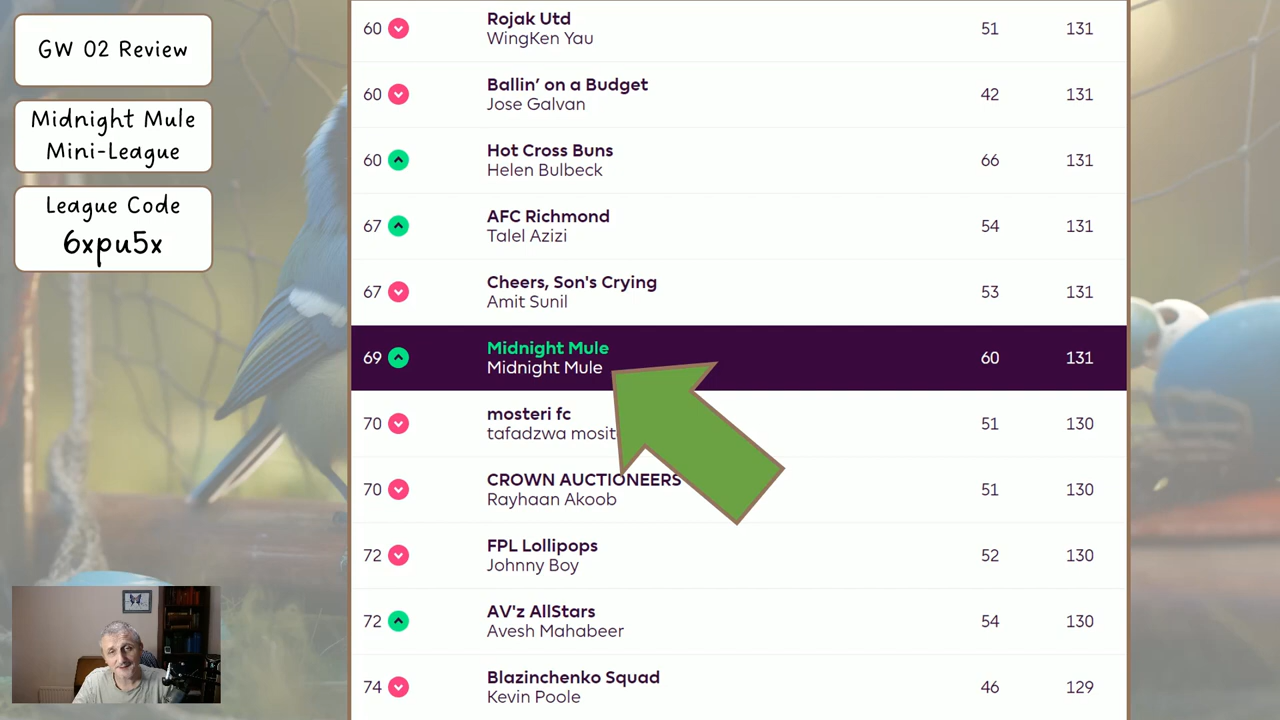 GW 02 Review
Midnight Mule
Mini-League
League Code
6xpu5x
60 Rojak Utd 51 131
WingKen Yau
60 Ballin’ on a Budget 42 131
Jose Galvan
60 Hot Cross Buns 66 131
Helen Bulbeck
67 AFC Richmond 54 131
Talel Azizi
67 Cheers, Son's Crying 53 131
Amit Sunil
69 Midnight Mule 60 131
Midnight Mule
70 mosteri fc 51 130
tafadzwa mosit
70 CROWN AUCTIONEERS 51 130
Rayhaan Akoob
72 FPL Lollipops 52 130
Johnny Boy
72 AV'z AllStars 54 130
Avesh Mahabeer
74 Blazinchenko Squad 46 129
Kevin Poole